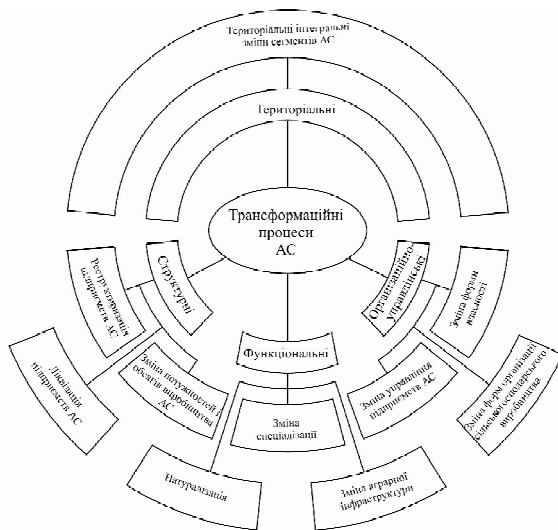 Територіальні інтегральні
зміни сегментів АС
Територіальні
Трансформаційні
процеси
АС
Структурні
Організаційно-
управлінські
Функціональні
Реструктуризація
підприємств АС
Ліквідація
підприємств АС
Зміна потужностей і
обсягів виробництва
АС
Натуралізація
Зміна
спеціалізації
Зміна аграрної
інфраструктури
Зміна управління
підприємств АС
Зміна форм організації
сільськогосподарського
виробництва
Зміна форми
власності